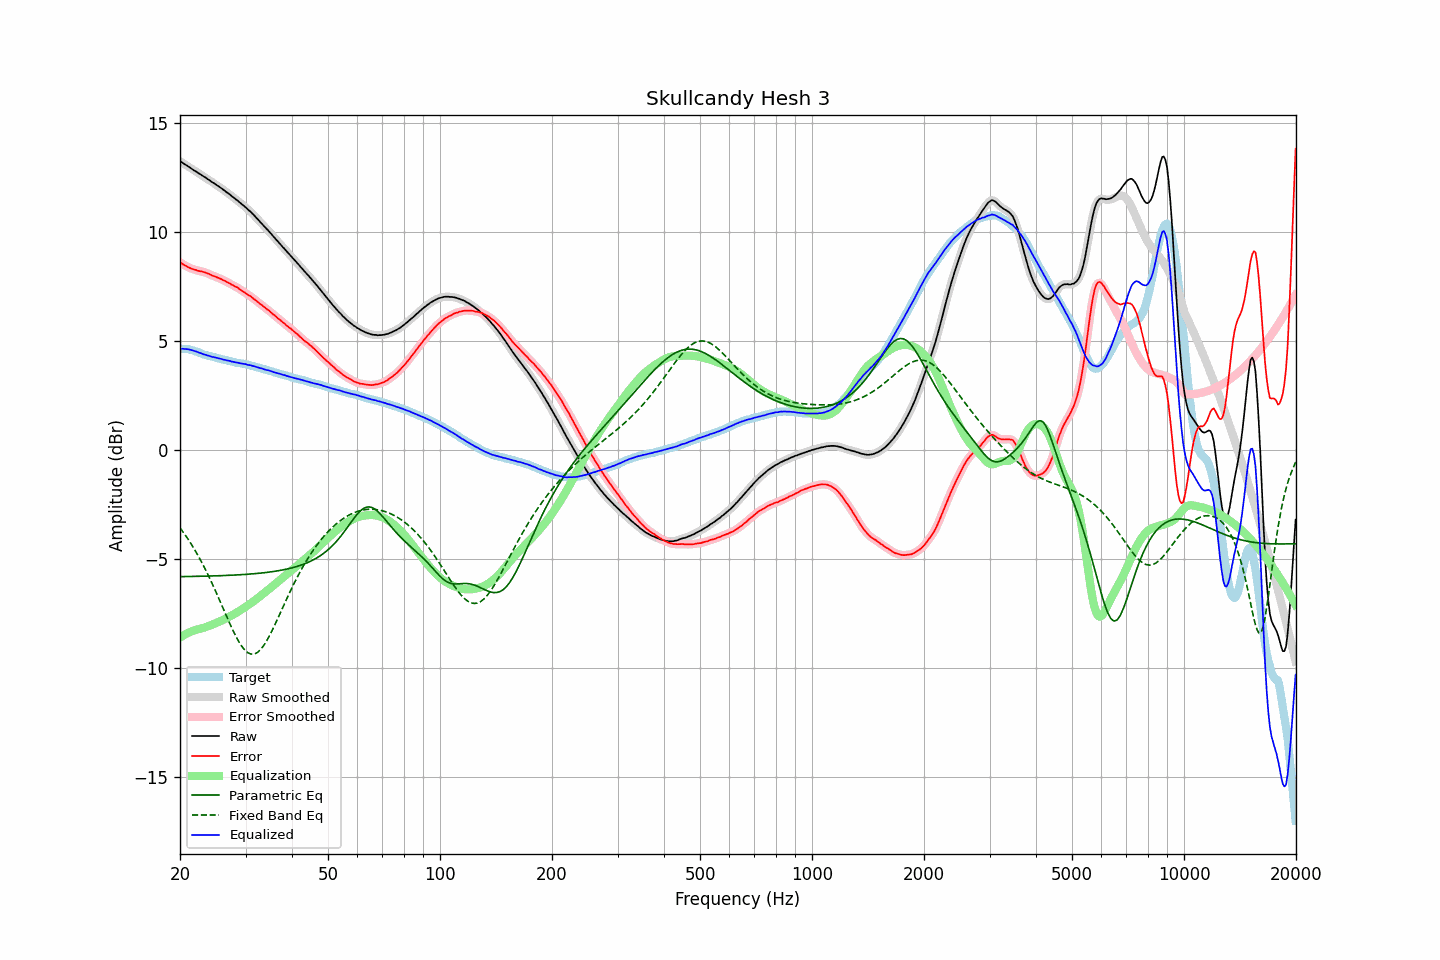 Skullcandy Hesh 3
Amplitude (dBr)
15
10
5
0
−5
−10
−15
Target
Raw Smoothed
Error Smoothed
Raw
Error
Equalization
Parametric Eq
Fixed Band Eq
Equalized
20 50 100 200 500 1000 2000 5000 10000 20000
Frequency (Hz)